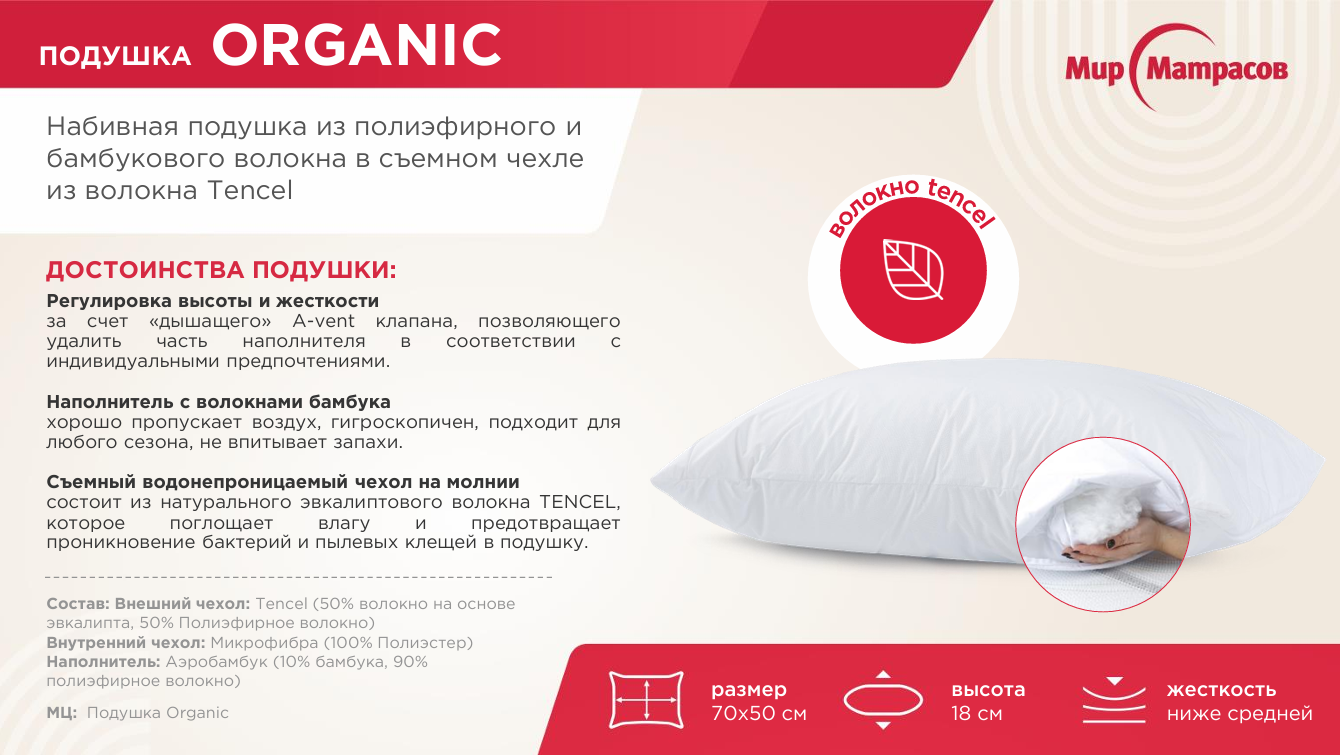 ПОДУШКА ORGANIC
Мир Матрасов
Набивная подушка из полиэфирного и
бамбукового волокна в съемном чехле
из волокна Tencel
волокно tencel
ДОСТОИНСТВА ПОДУШКИ:
Регулировка высоты и жесткости
за счет «дышащего» A-vent клапана, позволяющего
удалить часть наполнителя в соответствии с
индивидуальными предпочтениями.
Наполнитель с волокнами бамбука
хорошо пропускает воздух, гигроскопичен, подходит для
любого сезона, не впитывает запахи.
Съемный водонепроницаемый чехол на молнии
состоит из натурального эвкалиптового волокна TENCEL,
которое поглощает влагу и предотвращает
проникновение бактерий и пылевых клещей в подушку.
Состав: Внешний чехол: Tencel (50% волокно на основе
эвкалипта, 50% Полиэфирное волокно)
Внутренний чехол: Микрофибра (100% Полиэстер)
Наполнитель: Аэробамбук (10% бамбука, 90%
полиэфирное волокно)
МЦ: Подушка Organic
размер
70x50 см
высота
18 см
жесткость
ниже средней